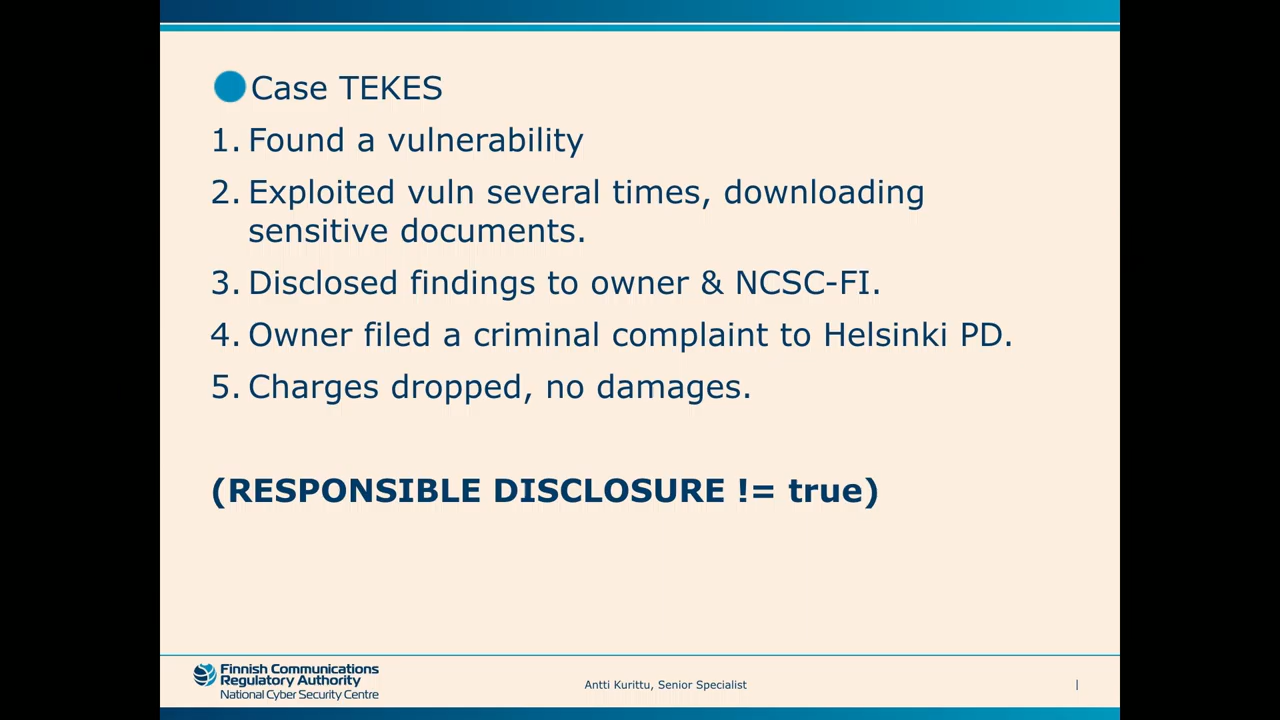 Case TEKES
1. Found a vulnerability
2. Exploited vuln several times, downloading
sensitive documents.
3. Disclosed findings to owner & NCSC-FI.
4. Owner filed a criminal complaint to Helsinki PD.
5. Charges dropped, no damages.
(RESPONSIBLE DISCLOSURE != true)
Finnish Communications
Regulatory Authority
National Cyber Security Centre
Antti Kurittu, Senior Specialist
|